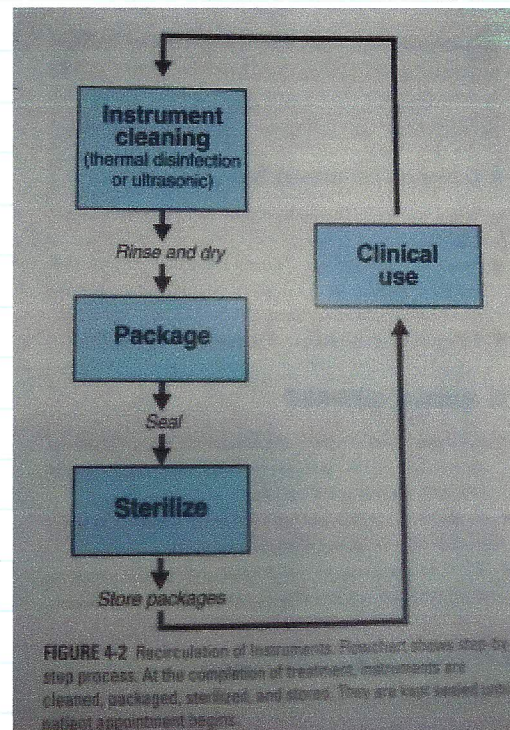 Instrument
cleaning
(thermal disinfection
or ultrasonic)
Rinse and dry
Package
Seal
Sterilize
Store packages
Clinical
use
FIGURE 4-2 Recirculation of Instruments. Flowchart shows step-by-
step process. At the completion of treatment, instruments are
cleaned, packaged, sterilized, and stored. They are kept sealed until
patient appointment begins.